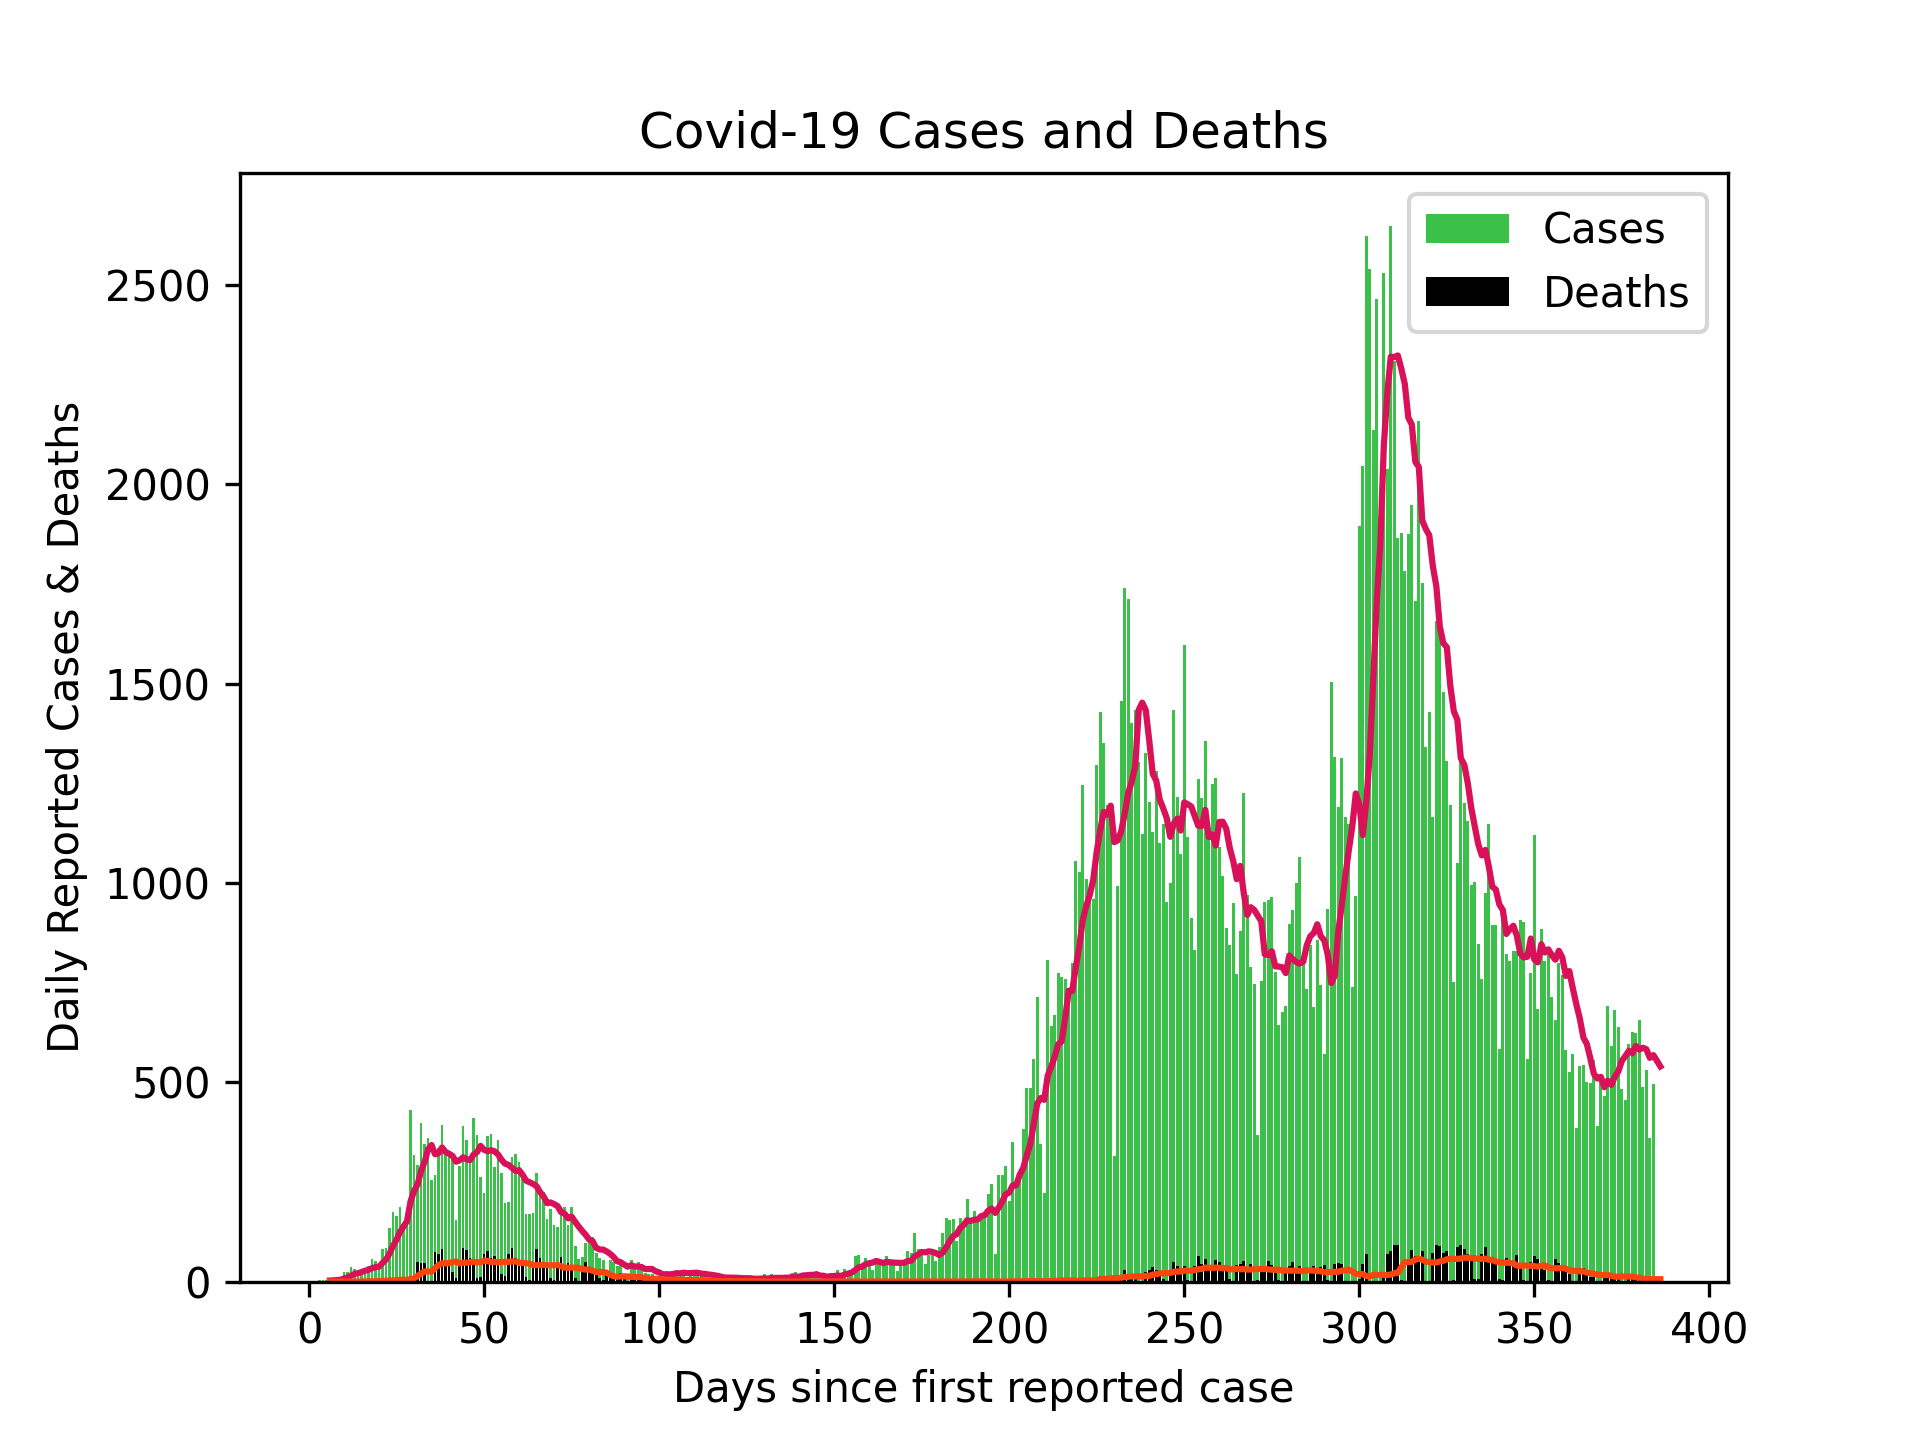 Covid-19 Cases and Deaths
Cases
Deaths
Daily Reported Cases & Deaths
2500
2000
1500
1000
500
0
0 50 100 150 200 250 300 350 400
Days since first reported case